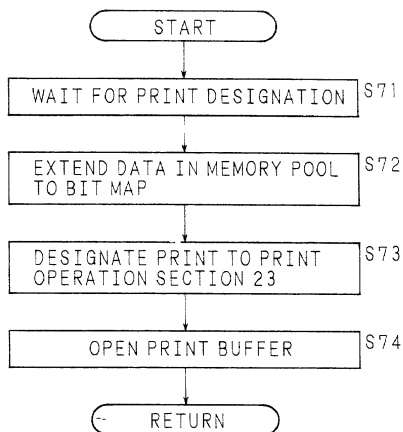 START
WAIT FOR PRINT DESIGNATION S71
EXTEND DATA IN MEMORY POOL S72
TO BIT MAP
DESIGNATE PRINT TO PRINT S73
OPERATION SECTION 23
OPEN PRINT BUFFER S74
RETURN